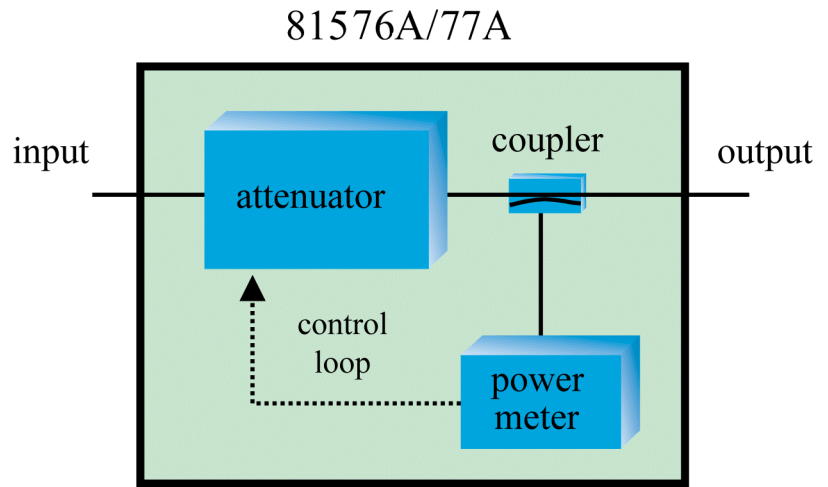 81576A/77A
input
attenuator
coupler
output
control
loop
power
meter